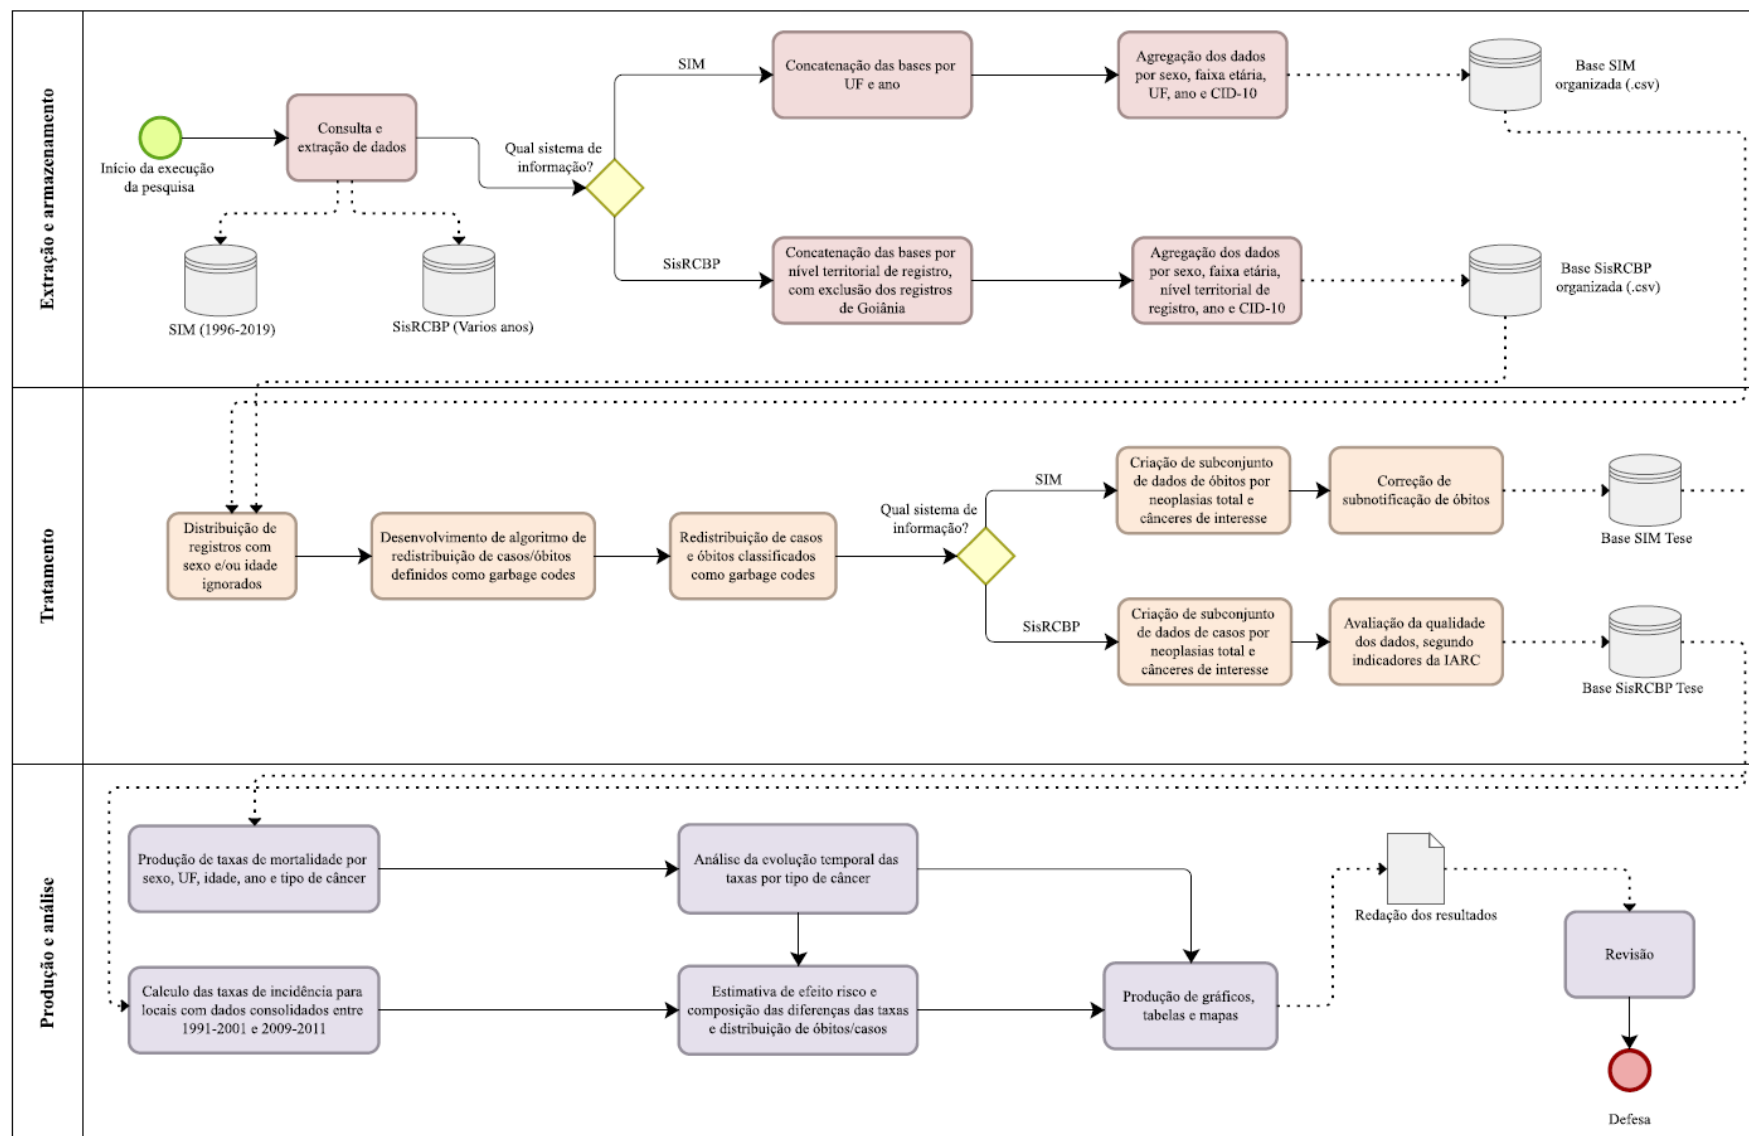 Extração e armazenamento
Início da execução
da pesquisa
Consulta e
extração de dados
SIM (1996-2019)
SisRCBP (Varios anos)
Qual sistema de
informação?
SIM
Concatenação das bases por
UF e ano
Agregação dos dados
por sexo, faixa etária,
UF, ano e CID-10
Base SIM
organizada (.csv)
SisRCBP
Concatenação das bases por
nível territorial de registro,
com exclusão dos registros
de Goiânia
Agregação dos dados
por sexo, faixa etária,
nível territorial de
registro, ano e CID-10
Base SisRCBP
organizada (.csv)
Tratamento
Distribuição de
registros com
sexo e/ou idade
ignorados
Desenvolvimento de algoritmo de
redistribuição de casos/óbitos
definidos como garbage codes
Redistribuição de casos
e óbitos classificados
como garbage codes
Qual sistema de
informação?
SIM
Criação de subconjunto
de dados de óbitos por
neoplasias total e
cânceres de interesse
Correção de
subnotificação de óbitos
Base SIM Tese
SisRCBP
Criação de subconjunto
de dados de casos por
neoplasias total e
cânceres de interesse
Avaliação da qualidade
dos dados, segundo
indicadores da IARC
Base SisRCBP Tese
Produção e análise
Produção de taxas de mortalidade por
sexo, UF, idade, ano e tipo de câncer
Análise da evolução temporal das
taxas por tipo de câncer
Calculo das taxas de incidência para
locais com dados consolidados entre
1991-2001 e 2009-2011
Estimativa de efeito risco e
composição das diferenças das taxas
e distribuição de óbitos/casos
Produção de gráficos,
tabelas e mapas
Redação dos resultados
Revisão
Defesa